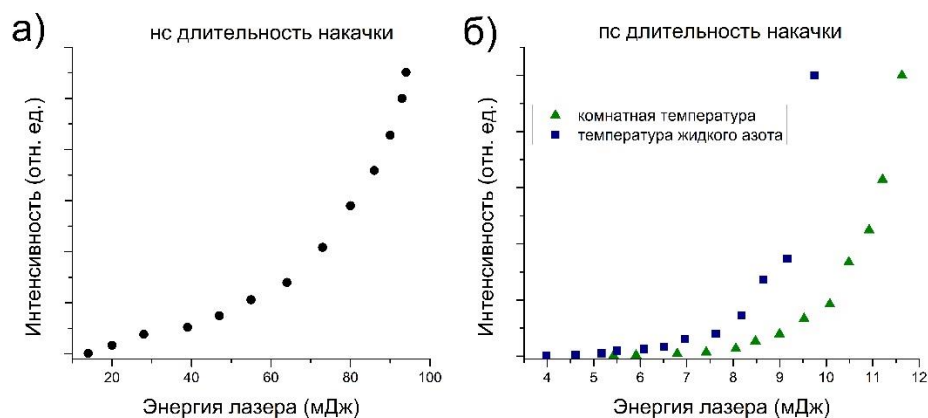 а)
нс длительность накачки
Интенсивность (отн. ед.)
20 40 60 80 100
Энергия лазера (мДж)
б)
пс длительность накачки
комнатная температура
температура жидкого азота
Интенсивность (отн. ед.)
4 5 6 7 8 9 10 11 12
Энергия лазера (мДж)